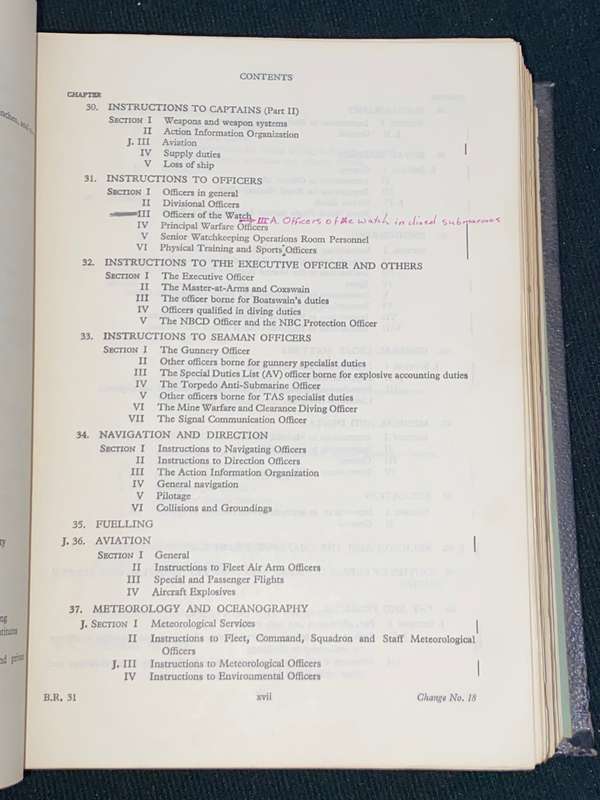 CONTENTS
CHAPTER
30. INSTRUCTIONS TO CAPTAINS (Part II)
SECTION I Weapons and weapon systems
II Action Information Organization
J. III Aviation
IV Supply duties
V Loss of ship
31. INSTRUCTIONS TO OFFICERS
SECTION I Officers in general
II Divisional Officers
III Officers of the Watch
III A. Officers of the watch in closed submarines
IV Principal Warfare Officers
V Senior Watchkeeping Operations Room Personnel
VI Physical Training and Sports Officers
32. INSTRUCTIONS TO THE EXECUTIVE OFFICER AND OTHERS
SECTION I The Executive Officer
II The Master-at-Arms and Coxswain
III The officer borne for Boatswain's duties
IV Officers qualified in diving duties
V The NBCD Officer and the NBC Protection Officer
33. INSTRUCTIONS TO SEAMAN OFFICERS
SECTION I The Gunnery Officer
II Other officers borne for gunnery specialist duties
III The Special Duties List (AV) officer borne for explosive accounting duties
IV The Torpedo Anti-Submarine Officer
V Other officers borne for TAS specialist duties
VI The Mine Warfare and Clearance Diving Officer
VII The Signal Communication Officer
34. NAVIGATION AND DIRECTION
SECTION I Instructions to Navigating Officers
II Instructions to Direction Officers
III The Action Information Organization
IV General navigation
V Pilotage
VI Collisions and Groundings
35. FUELLING
J. 36. AVIATION
SECTION I General
II Instructions to Fleet Air Arm Officers
III Special and Passenger Flights
IV Aircraft Explosives
37. METEOROLOGY AND OCEANOGRAPHY
J. SECTION I Meteorological Services
II Instructions to Fleet, Command, Squadron and Staff Meteorological
Officers
J. III Instructions to Meteorological Officers
IV Instructions to Environmental Officers
B.R. 31 xvii Change No. 18